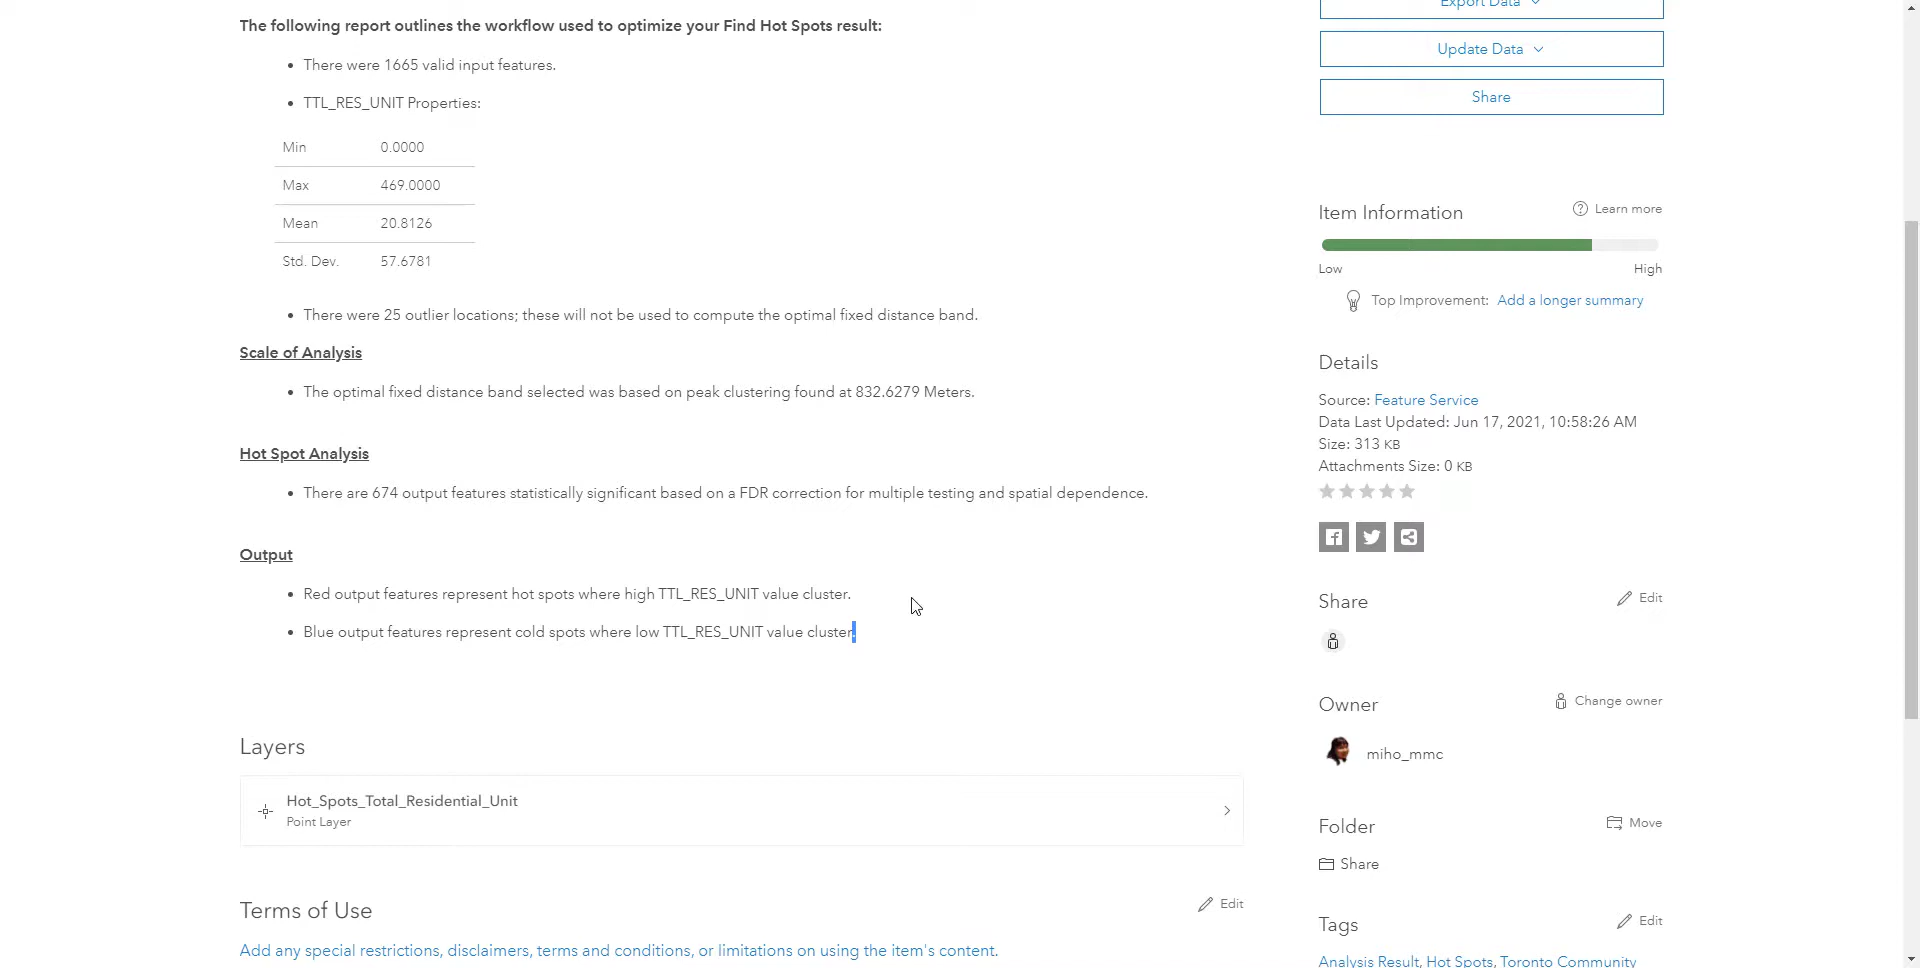 The following report outlines the workflow used to optimize your Find Hot Spots result:
There were 1665 valid input features.
TTL_RES_UNIT Properties:
Min 0.0000
Max 469.0000
Mean 20.8126
Std. Dev. 57.6781
There were 25 outlier locations; these will not be used to compute the optimal fixed distance band.
Scale of Analysis
The optimal fixed distance band selected was based on peak clustering found at 832.6279 Meters.
Hot Spot Analysis
There are 674 output features statistically significant based on a FDR correction for multiple testing and spatial dependence.
Output
Red output features represent hot spots where high TTL_RES_UNIT value cluster.
Blue output features represent cold spots where low TTL_RES_UNIT value cluster.
Layers
Hot_Spots_Total_Residential_Unit
Point Layer
Terms of Use
Edit
Add any special restrictions, disclaimers, terms and conditions, or limitations on using the item's content.
Export Data
Update Data
Share
Item Information
Learn more
Low High
Top Improvement: Add a longer summary
Details
Source: Feature Service
Data Last Updated: Jun 17, 2021, 10:58:26 AM
Size: 313 KB
Attachments Size: 0 KB
Share
Edit
Owner
Change owner
miho_mmc
Folder
Move
Share
Tags
Edit
Analysis Result, Hot Spots, Toronto Community